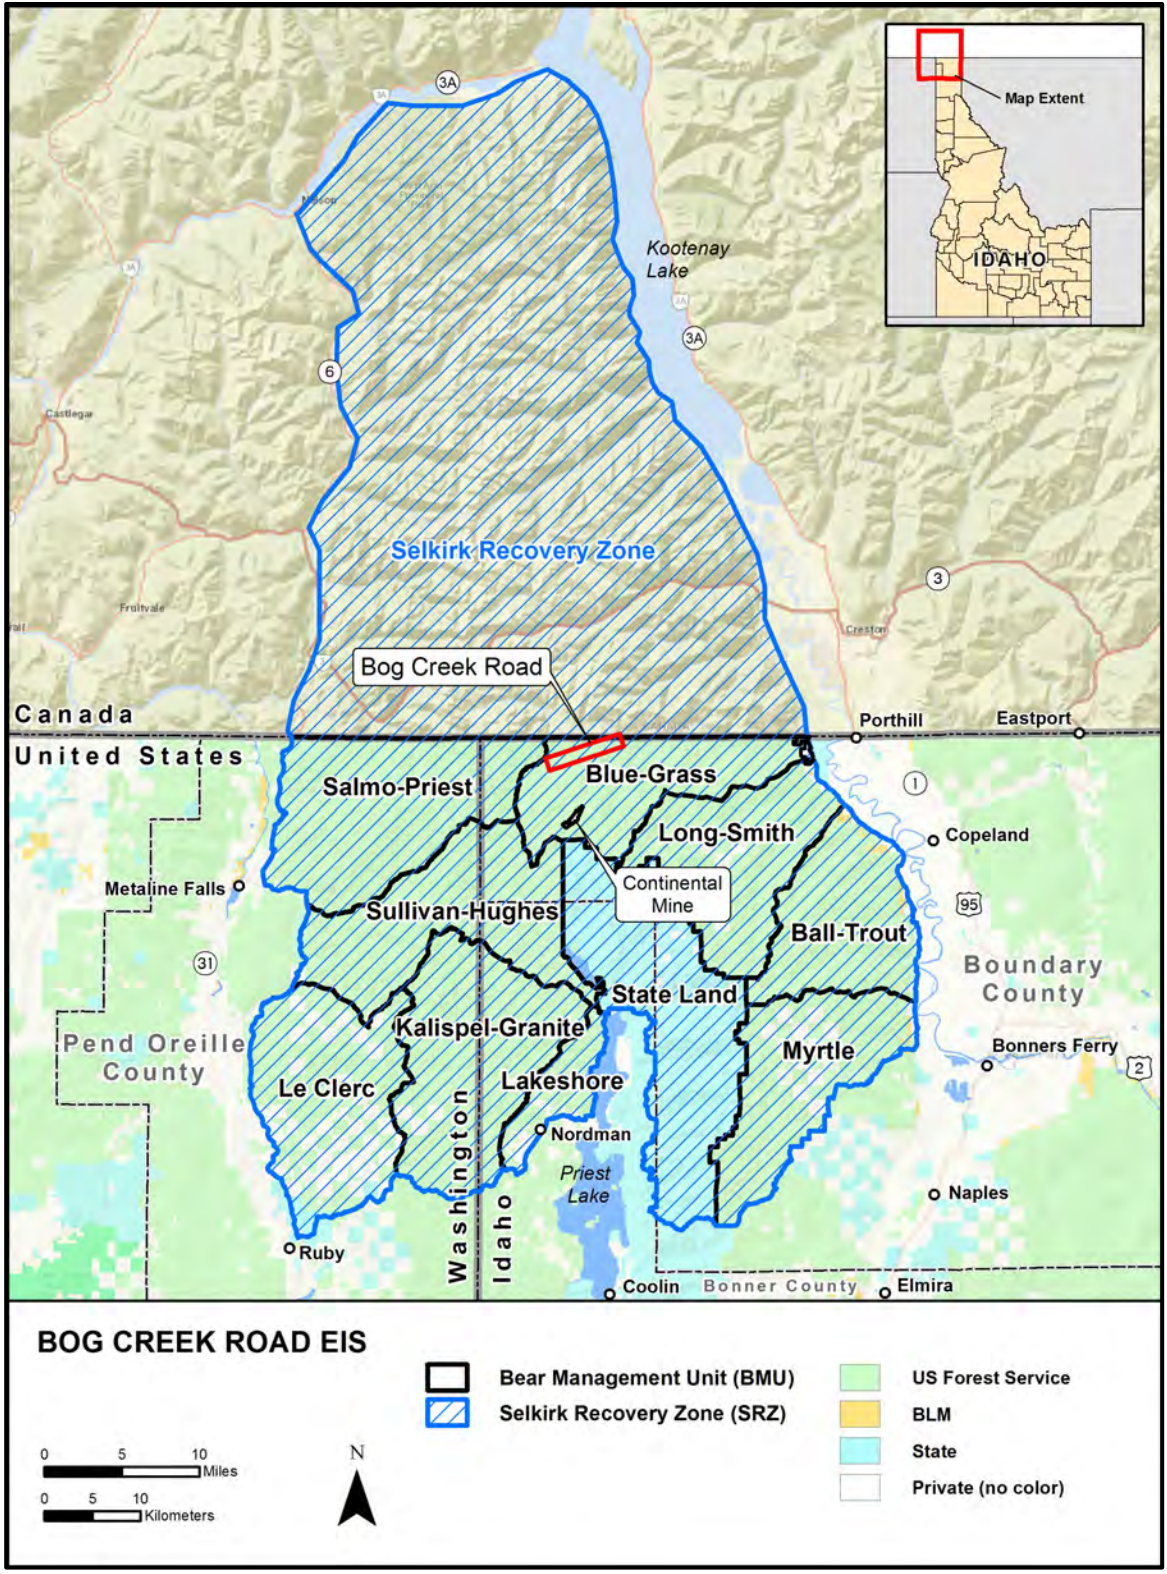 3A
3A
Nelson
Map Extent
IDAHO
Kootenay
Lake
3A
3A
3A
6
Castlegar
Selkirk Recovery Zone
3
Fruitvale
Creston
Bog Creek Road
Canada
Porthill
Eastport
United States
Salmo-Priest
Blue-Grass
1
Long-Smith
Copeland
Metaline Falls
Continental
Mine
95
Sullivan-Hughes
Ball-Trout
31
Boundary
County
State Land
Kalispel-Granite
Pend Oreille
County
Myrtle
Bonners Ferry
2
Le Clerc
Lakeshore
Nordman
Priest
Lake
Washington
Idaho
Naples
Ruby
Coolin
Bonner County
Elmira
BOG CREEK ROAD EIS
Bear Management Unit (BMU)
Selkirk Recovery Zone (SRZ)
US Forest Service
BLM
State
Private (no color)
0 5 10
Miles
0 5 10
Kilometers
N